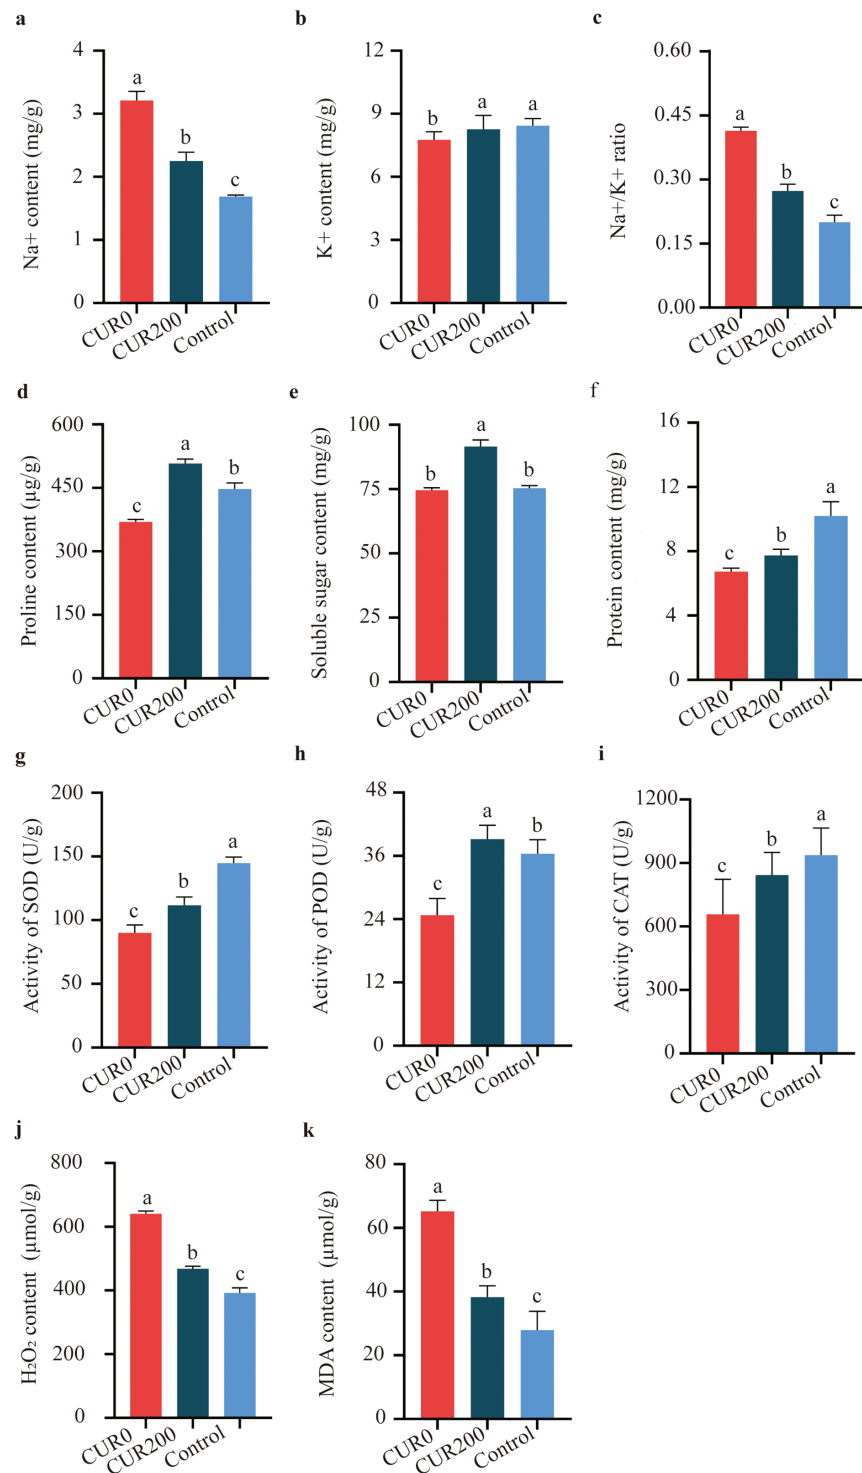 a
Na+ content (mg/g)
4
3
2
1
0
a
b
c
CUR0
CUR200
Control
b
K+ content (mg/g)
12
9
6
3
0
b
a
a
CUR0
CUR200
Control
c
Na+/K+ ratio
0.60
0.45
0.30
0.15
0.00
a
b
c
CUR0
CUR200
Control
d
Proline content (μg/g)
600
450
300
150
0
c
a
b
CUR0
CUR200
Control
e
Soluble sugar content (mg/g)
100
75
50
25
0
b
a
b
CUR0
CUR200
Control
f
Protein content (mg/g)
16
12
8
4
0
c
b
a
CUR0
CUR200
Control
g
Activity of SOD (U/g)
200
150
100
50
0
c
b
a
CUR0
CUR200
Control
h
Activity of POD (U/g)
48
36
24
12
0
c
a
b
CUR0
CUR200
Control
i
Activity of CAT (U/g)
1200
900
600
300
0
c
b
a
CUR0
CUR200
Control
j
H₂O₂ content (μmol/g)
800
600
400
200
0
a
b
c
CUR0
CUR200
Control
k
MDA content (μmol/g)
80
60
40
20
0
a
b
c
CUR0
CUR200
Control